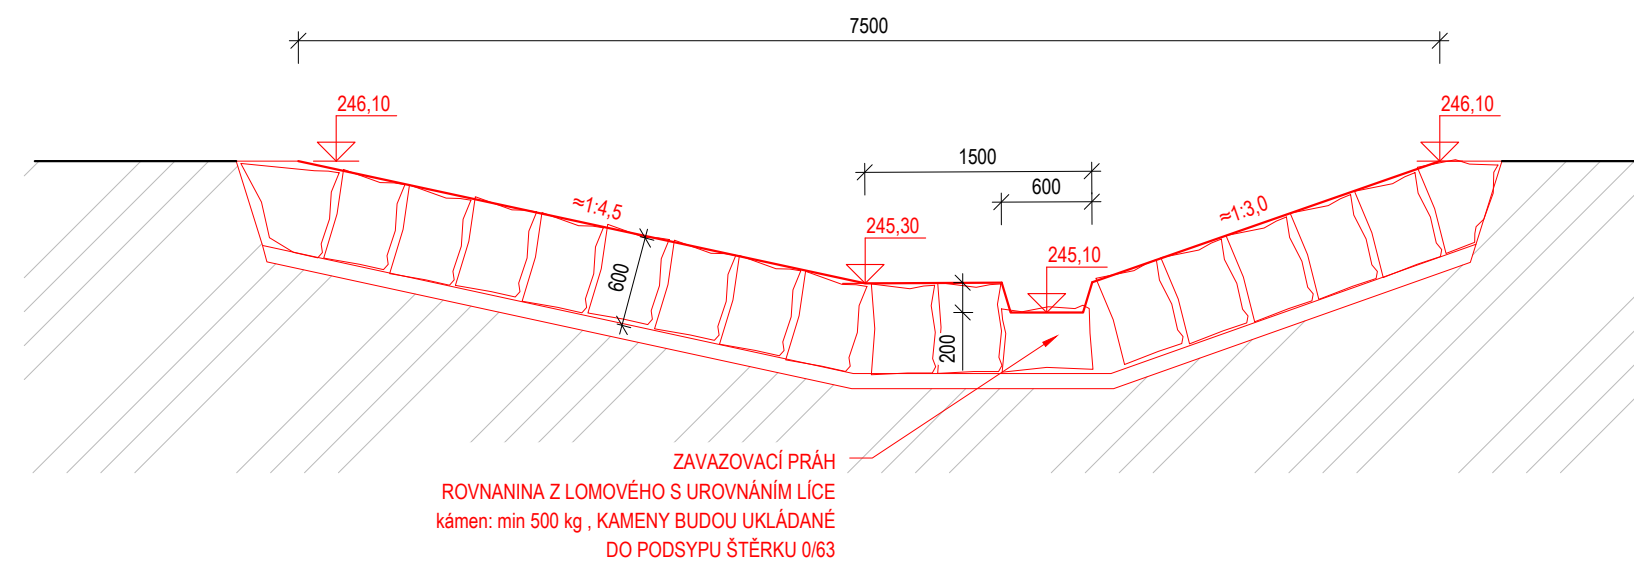 7500
246,10
246,10
1500
600
≈1:4,5
≈1:3,0
245,30
245,10
600
200
ZAVAZOVACÍ PRÁH
ROVNANINA Z LOMOVÉHO S UROVNÁNÍM LÍCE
kámen: min 500 kg , KAMENY BUDOU UKLÁDANÉ
DO PODSYPU ŠTĚRKU 0/63